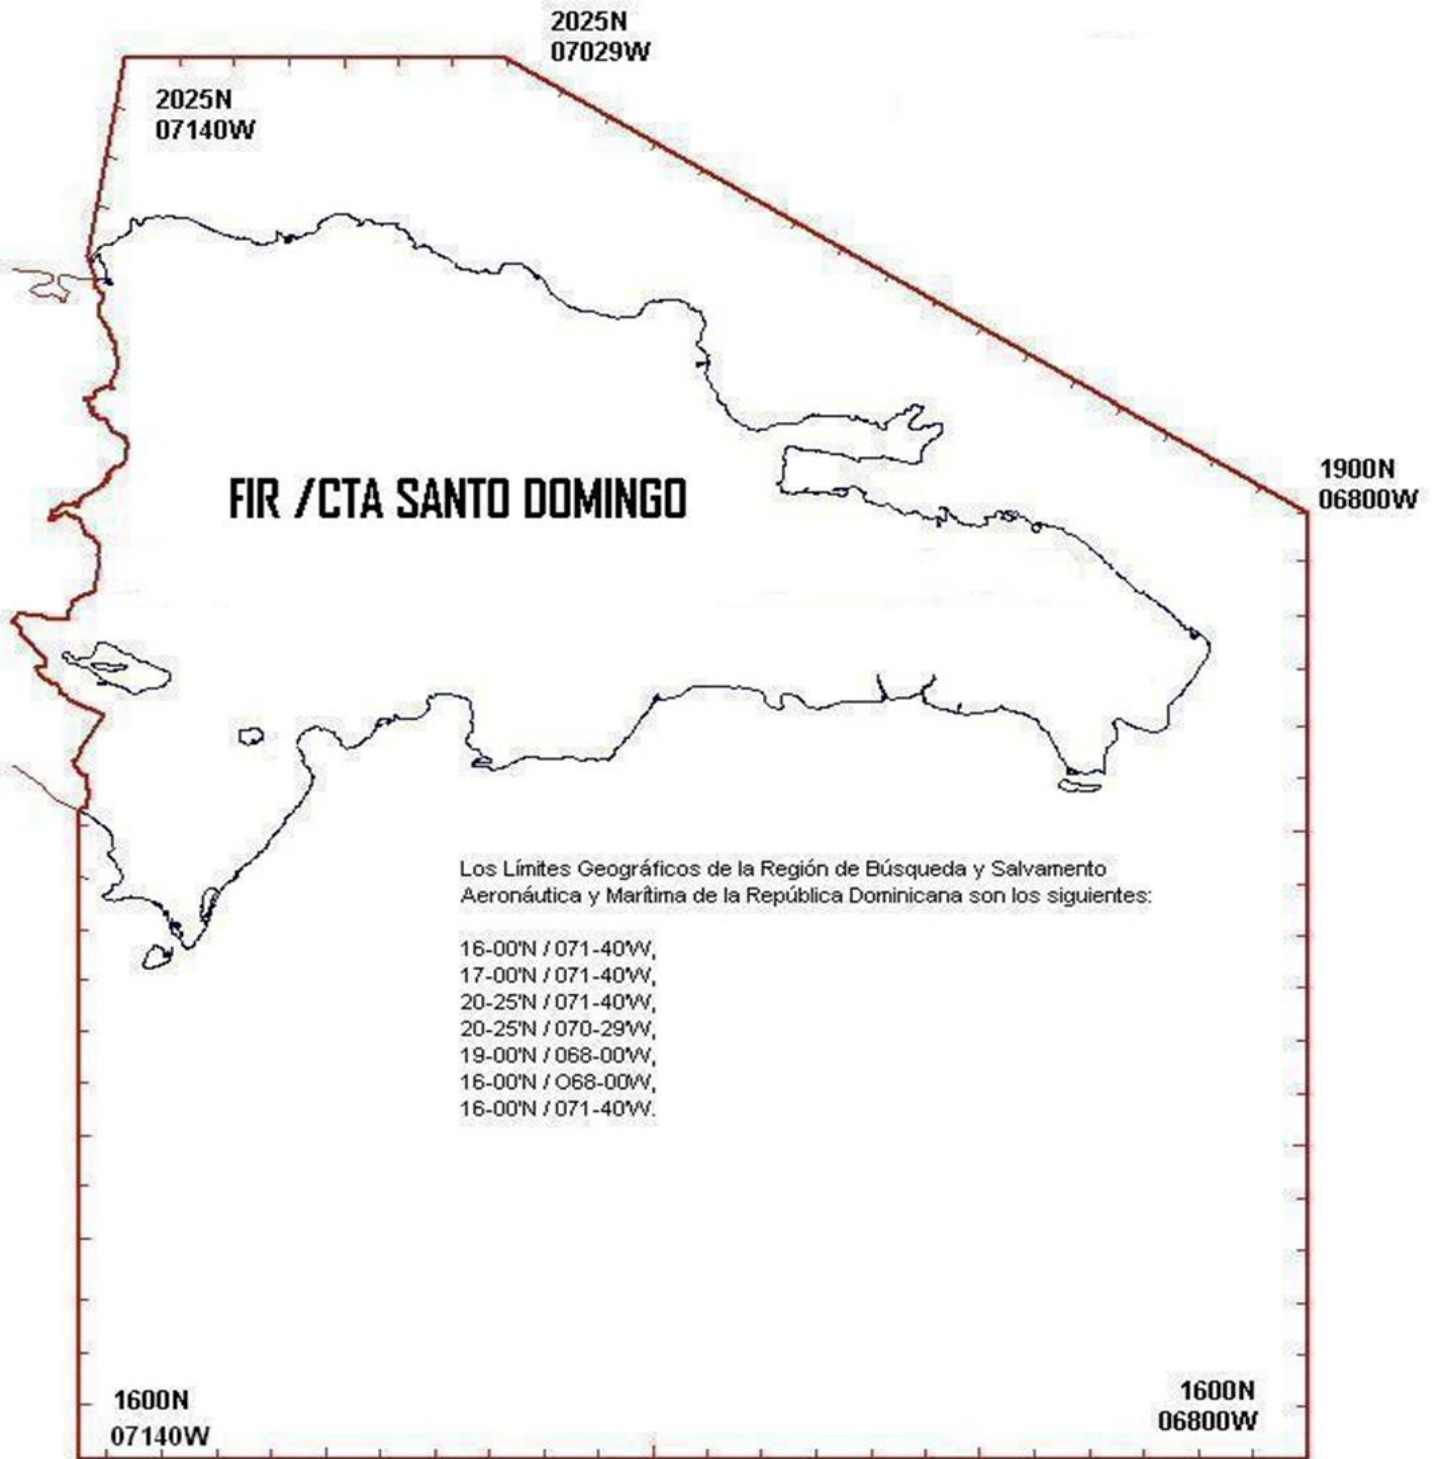 2025N
07029W
2025N
07140W
FIR /CTA SANTO DOMINGO
1900N
06800W
Los Límites Geográficos de la Región de Búsqueda y Salvamento
Aeronáutica y Marítima de la República Dominicana son los siguientes:
16-00'N / 071-40'W,
17-00'N / 071-40'W,
20-25'N / 071-40'W,
20-25'N / 070-29'W,
19-00'N / 068-00'W,
16-00'N / O68-00'W,
16-00'N / 071-40'W.
1600N
07140W
1600N
06800W